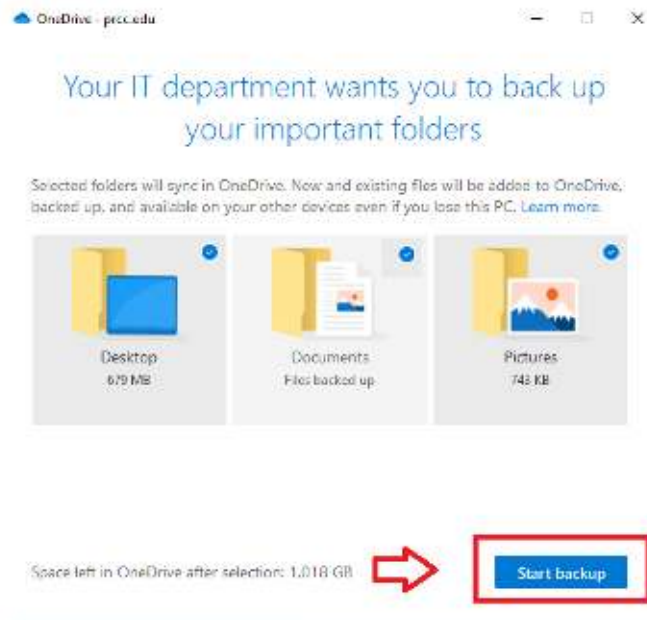 OneDrive - prcc.edu
Your IT department wants you to back up
your important folders
Selected folders will sync in OneDrive. New and existing files will be added to OneDrive,
backed up, and available on your other devices even if you lose this PC. Learn more.
Desktop
679 MB
Documents
Files backed up
Pictures
743 KB
Space left in OneDrive after selection: 1,018 GB
Start backup